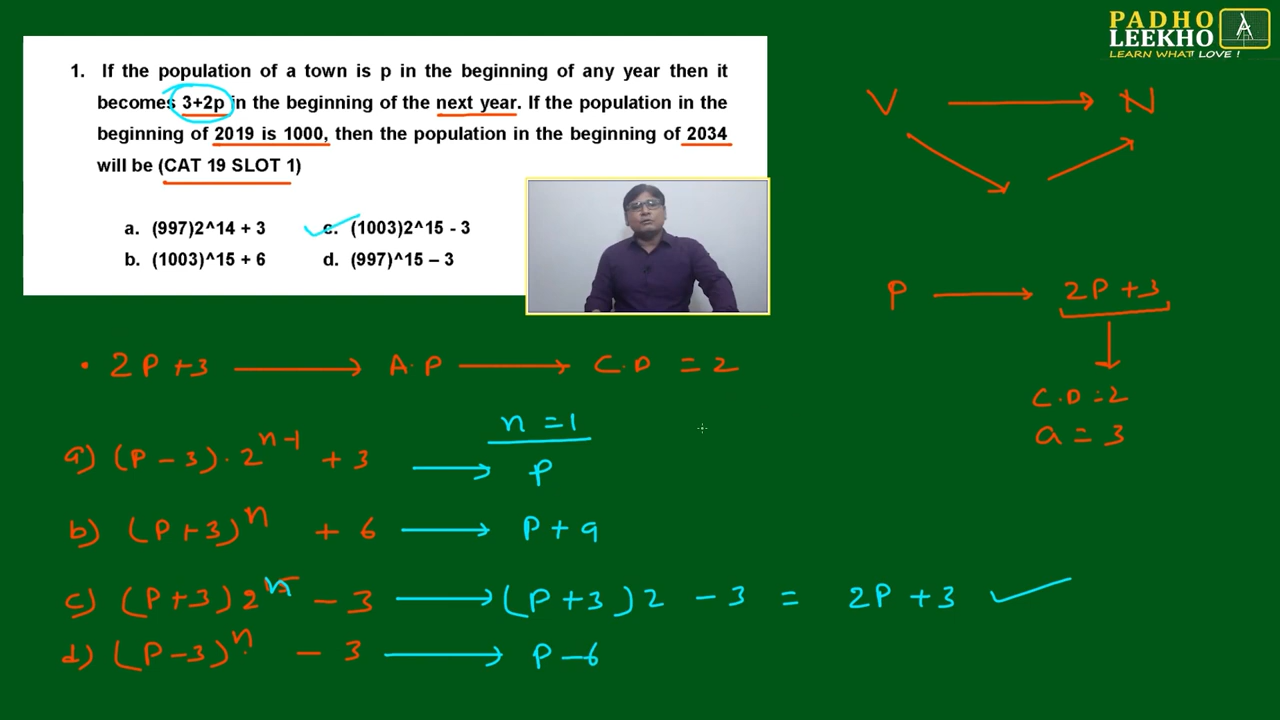 PADHO
LEEKHO
LEARN WHAT LOVE !
1. If the population of a town is p in the beginning of any year then it
becomes 3+2p in the beginning of the next year. If the population in the
beginning of 2019 is 1000, then the population in the beginning of 2034
will be (CAT 19 SLOT 1)
a. (997)2^14 + 3
c. (1003)2^15 - 3
b. (1003)^15 + 6
d. (997)^15 – 3
V → N
P → 2P + 3
C.D = 2
a = 3
• 2P + 3 → A.P → C.D = 2
n = 1
a) (P - 3) . 2^n-1 + 3 → P
b) (P + 3)^n + 6 → P + 9
c) (P + 3) 2^n - 3 → (P + 3) 2 - 3 = 2P + 3 ✓
d) (P - 3)^n - 3 → P - 6